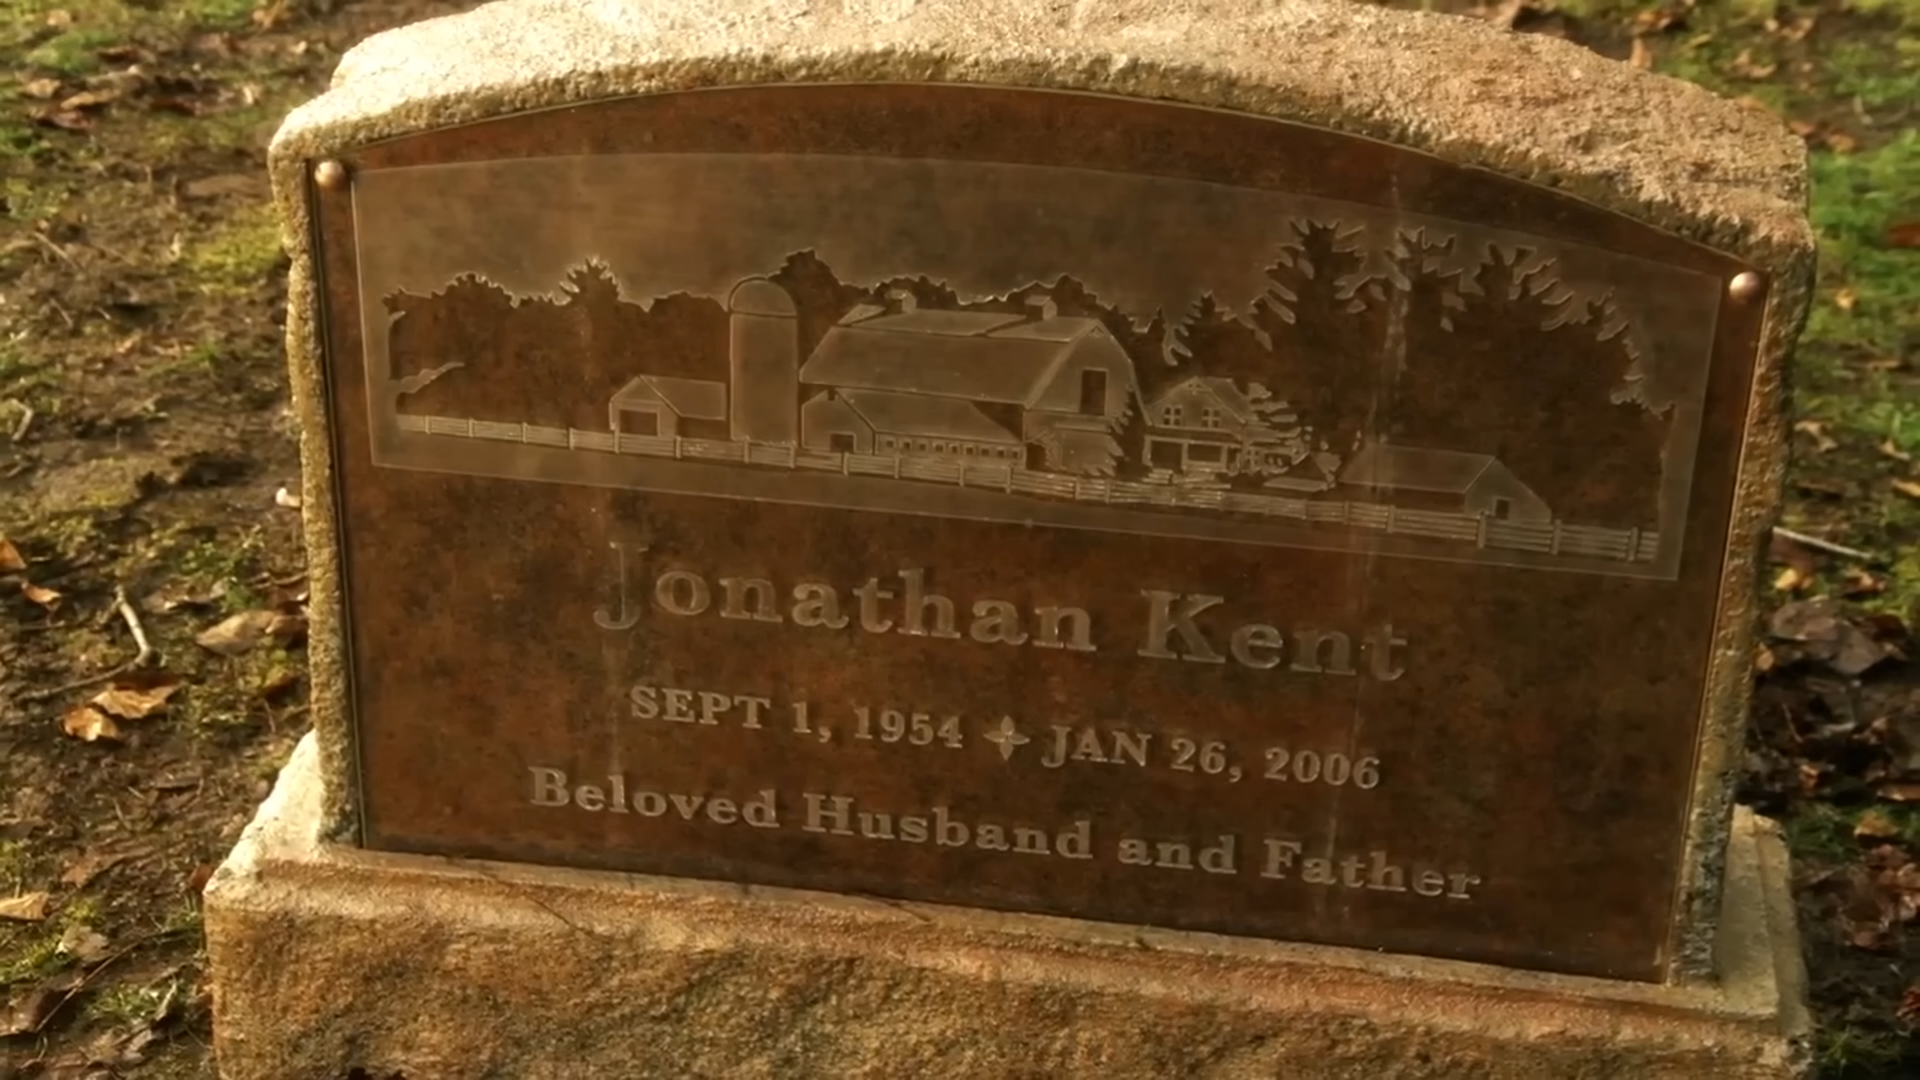 Jonathan Kent
SEPT 1, 1954 JAN 26, 2006
Beloved Husband and Father